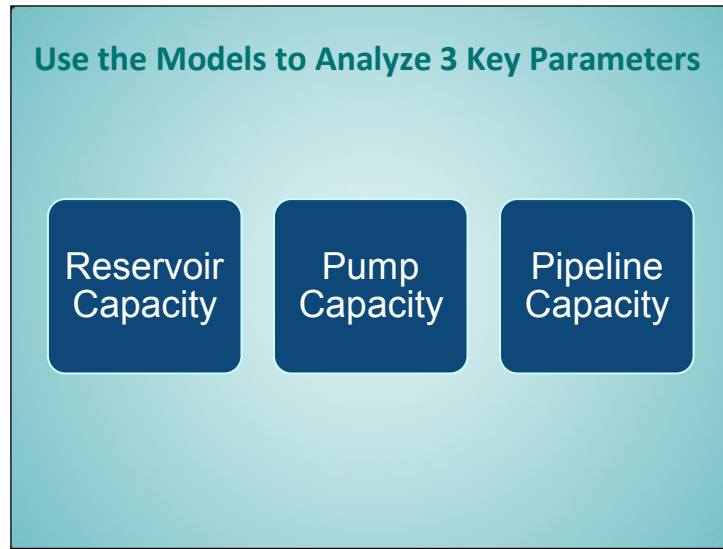 Use the Models to Analyze 3 Key Parameters
Reservoir
Capacity
Pump
Capacity
Pipeline
Capacity